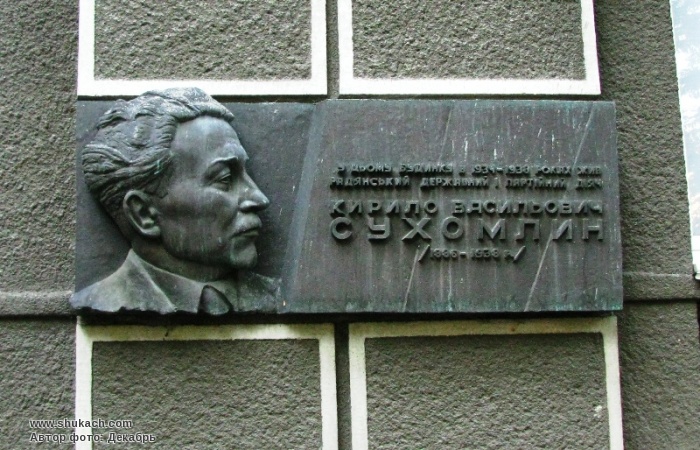 У ЦЬОМУ БУДИНКУ В 1934-1938 РОКАХ ЖИВ
РАДЯНСЬКИЙ ДЕРЖАВНИЙ І ПАРТІЙНИЙ ДІЯЧ
КИРИЛО ВАСИЛЬОВИЧ
СУХОМЛИН
/1886-1938 Р./
www.shukach.com
Автор фото: Декабрь